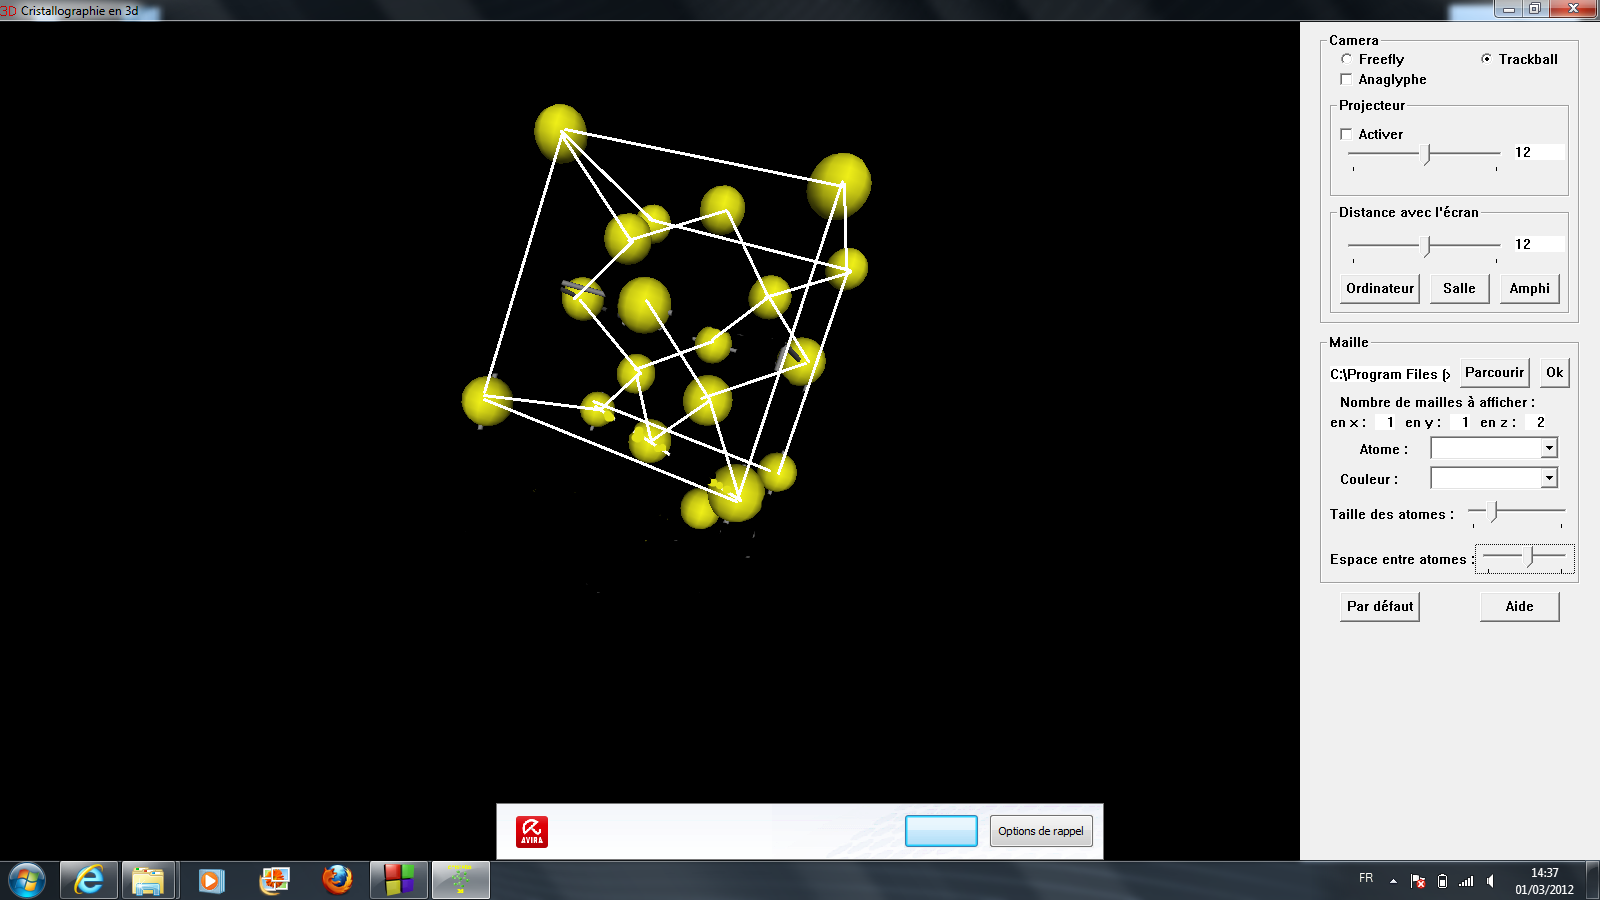 3D Cristallographie en 3d
Camera
Freefly Trackball
Anaglyphe
Projecteur
Activer
12
Distance avec l'écran
12
Ordinateur Salle Amphi
Maille
C:\Program Files (x Parcourir Ok
Nombre de mailles à afficher :
en x : 1 en y : 1 en z : 2
Atome :
Couleur :
Taille des atomes :
Espace entre atomes :
Par défaut Aide
AVIRA
Options de rappel
FR
14:37
01/03/2012